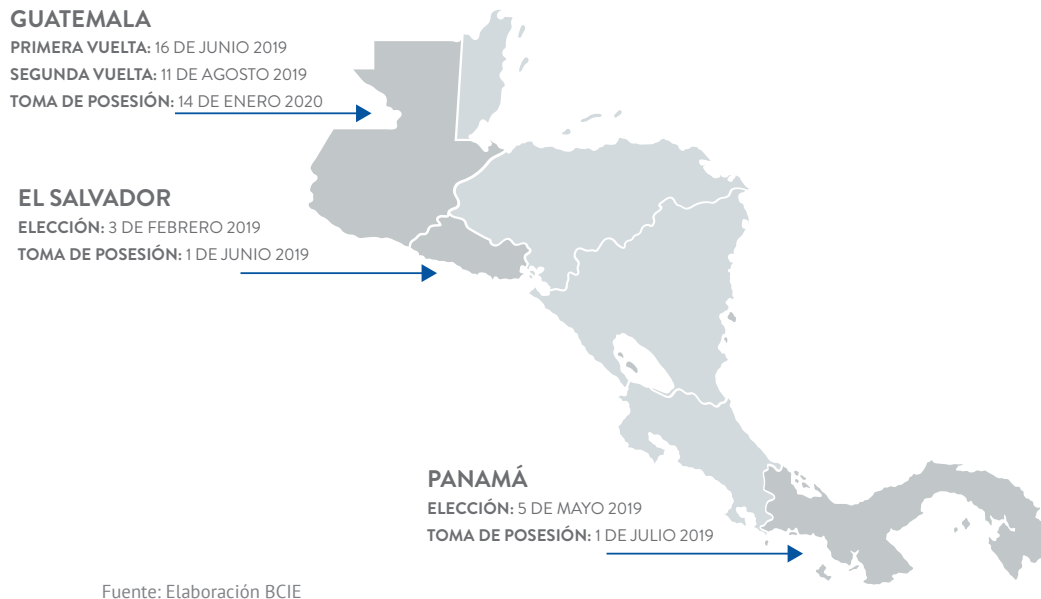 GUATEMALA
PRIMERA VUELTA: 16 DE JUNIO 2019
SEGUNDA VUELTA: 11 DE AGOSTO 2019
TOMA DE POSESIÓN: 14 DE ENERO 2020
EL SALVADOR
ELECCIÓN: 3 DE FEBRERO 2019
TOMA DE POSESIÓN: 1 DE JUNIO 2019
PANAMÁ
ELECCIÓN: 5 DE MAYO 2019
TOMA DE POSESIÓN: 1 DE JULIO 2019
Fuente: Elaboración BCIE